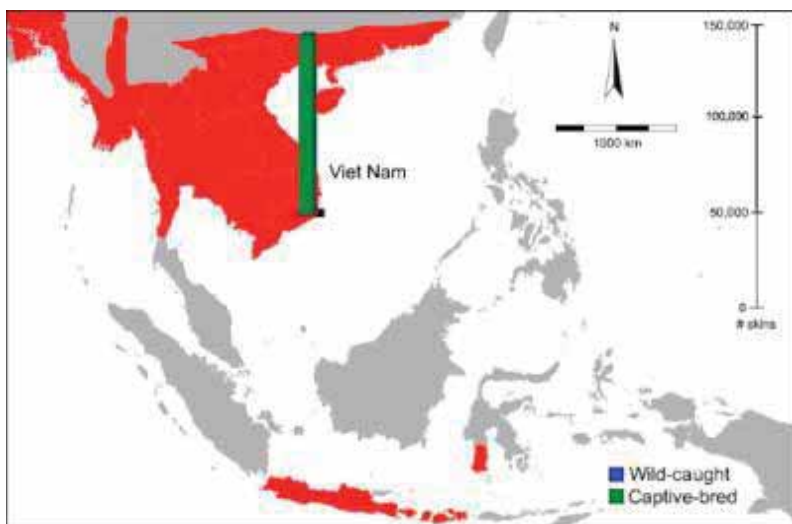 150,000
N
100,000
1000 km
Viet Nam
50,000
0
# skins
Wild-caught
Captive-bred